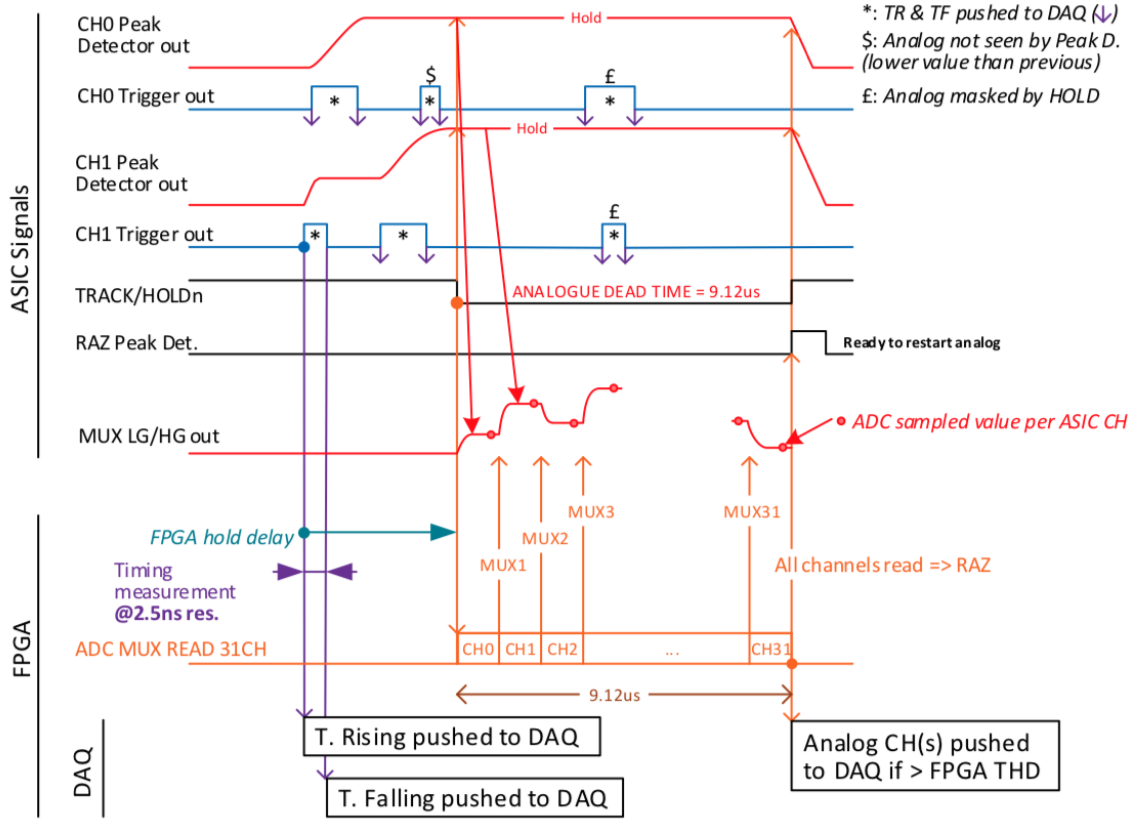 CH0 Peak
Detector out
Hold
*: TR & TF pushed to DAQ (↓)
$: Analog not seen by Peak D.
(lower value than previous)
£: Analog masked by HOLD
CH0 Trigger out
*
$
*
£
*
CH1 Peak
Detector out
Hold
CH1 Trigger out
*
*
£
*
TRACK/HOLDn
ANALOGUE DEAD TIME = 9.12us
RAZ Peak Det.
Ready to restart analog
MUX LG/HG out
ADC sampled value per ASIC CH
ASIC Signals
FPGA hold delay
MUX1
MUX2
MUX3
MUX31
All channels read => RAZ
Timing
measurement
@2.5ns res.
ADC MUX READ 31CH
CH0
CH1
CH2
...
CH31
9.12us
FPGA
T. Rising pushed to DAQ
T. Falling pushed to DAQ
Analog CH(s) pushed
to DAQ if > FPGA THD
DAQ